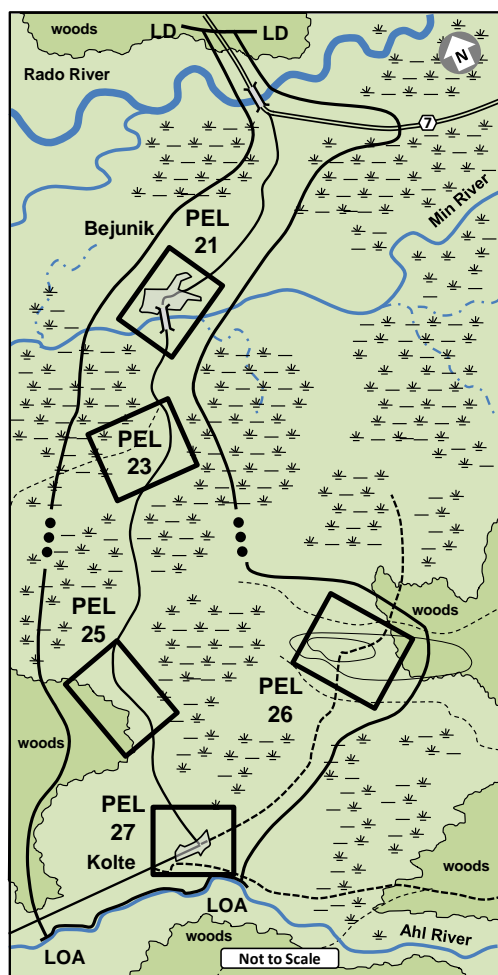 woods
LD
LD
Rado River
N
7
Min River
Bejunik
PEL
21
PEL
23
PEL
25
woods
PEL
26
woods
PEL
27
Kolte
woods
LOA
LOA
Ahl River
woods
Not to Scale